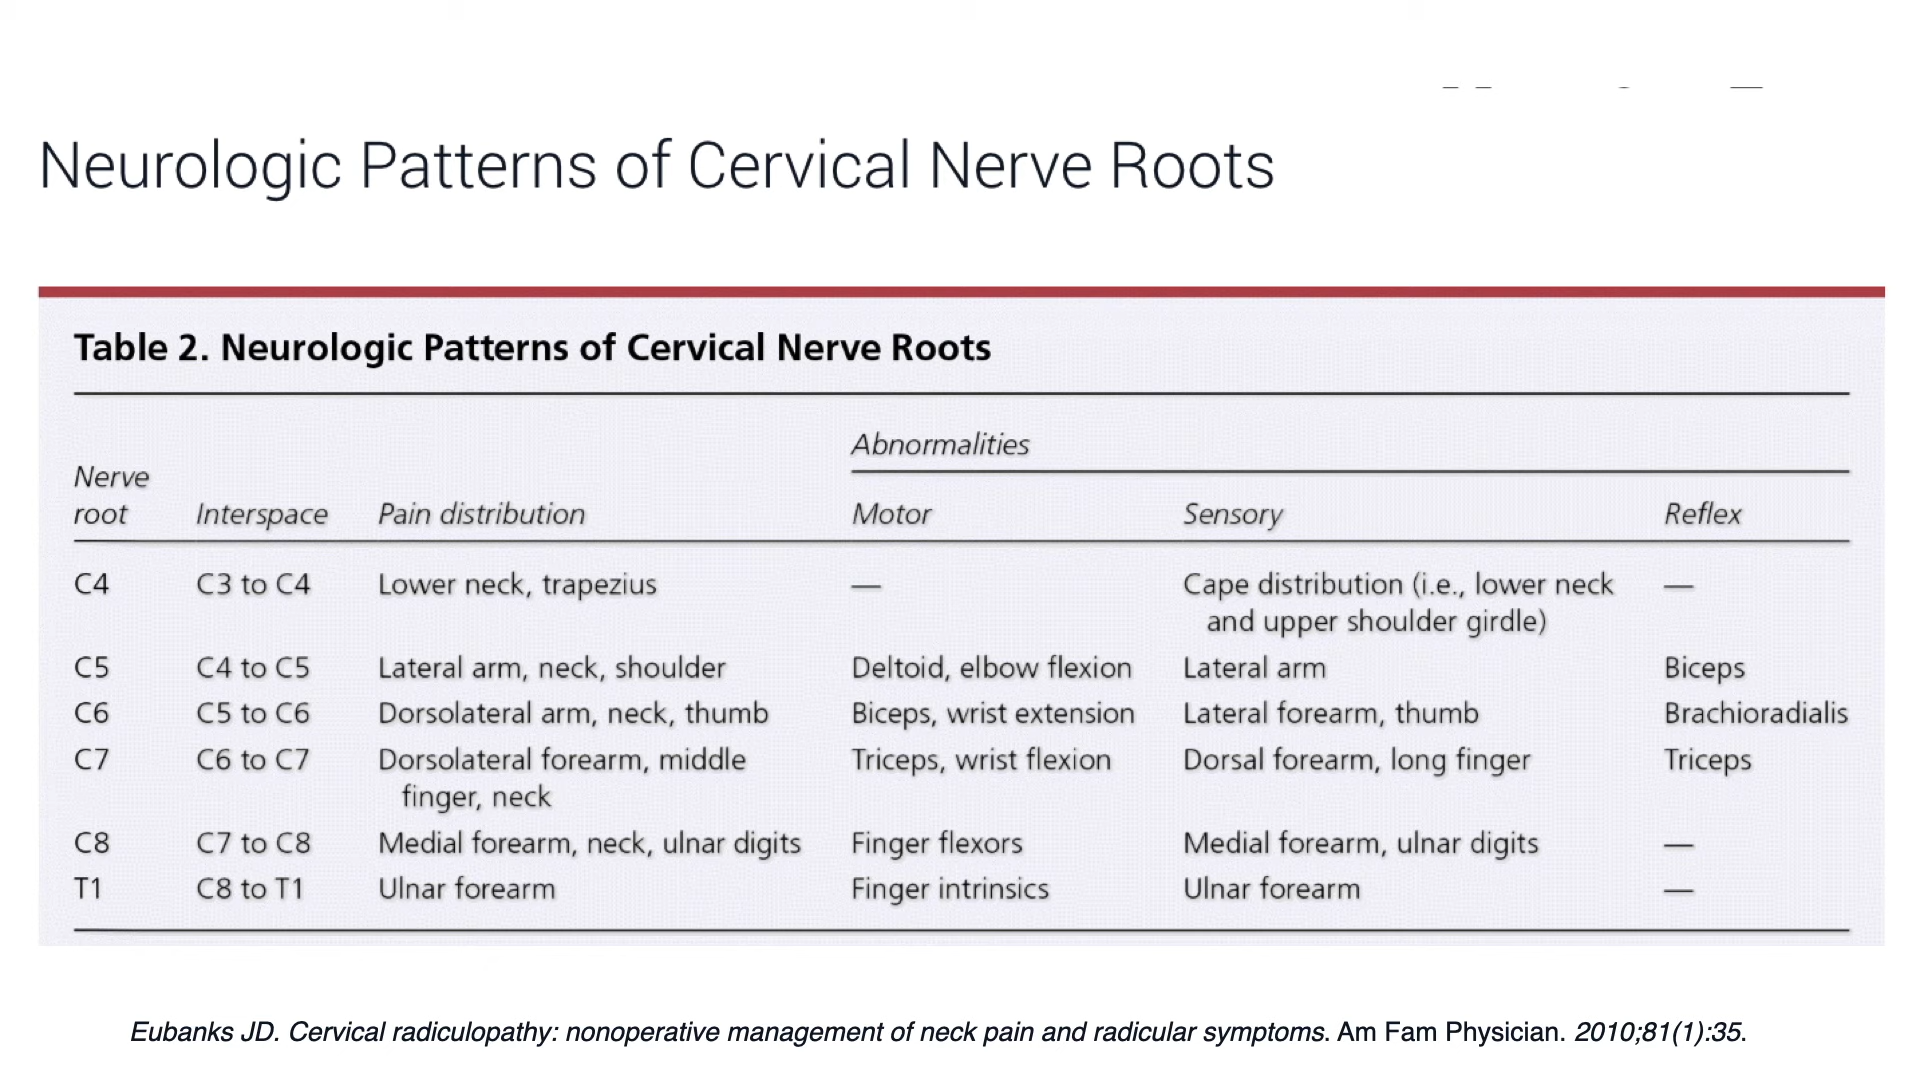 Neurologic Patterns of Cervical Nerve Roots
Table 2. Neurologic Patterns of Cervical Nerve Roots
Abnormalities
Nerve
root Interspace Pain distribution Motor Sensory Reflex
C4 C3 to C4 Lower neck, trapezius — Cape distribution (i.e., lower neck —
and upper shoulder girdle)
C5 C4 to C5 Lateral arm, neck, shoulder Deltoid, elbow flexion Lateral arm Biceps
C6 C5 to C6 Dorsolateral arm, neck, thumb Biceps, wrist extension Lateral forearm, thumb Brachioradialis
C7 C6 to C7 Dorsolateral forearm, middle Triceps, wrist flexion Dorsal forearm, long finger Triceps
finger, neck
C8 C7 to C8 Medial forearm, neck, ulnar digits Finger flexors Medial forearm, ulnar digits —
T1 C8 to T1 Ulnar forearm Finger intrinsics Ulnar forearm —
Eubanks JD. Cervical radiculopathy: nonoperative management of neck pain and radicular symptoms. Am Fam Physician. 2010;81(1):35.